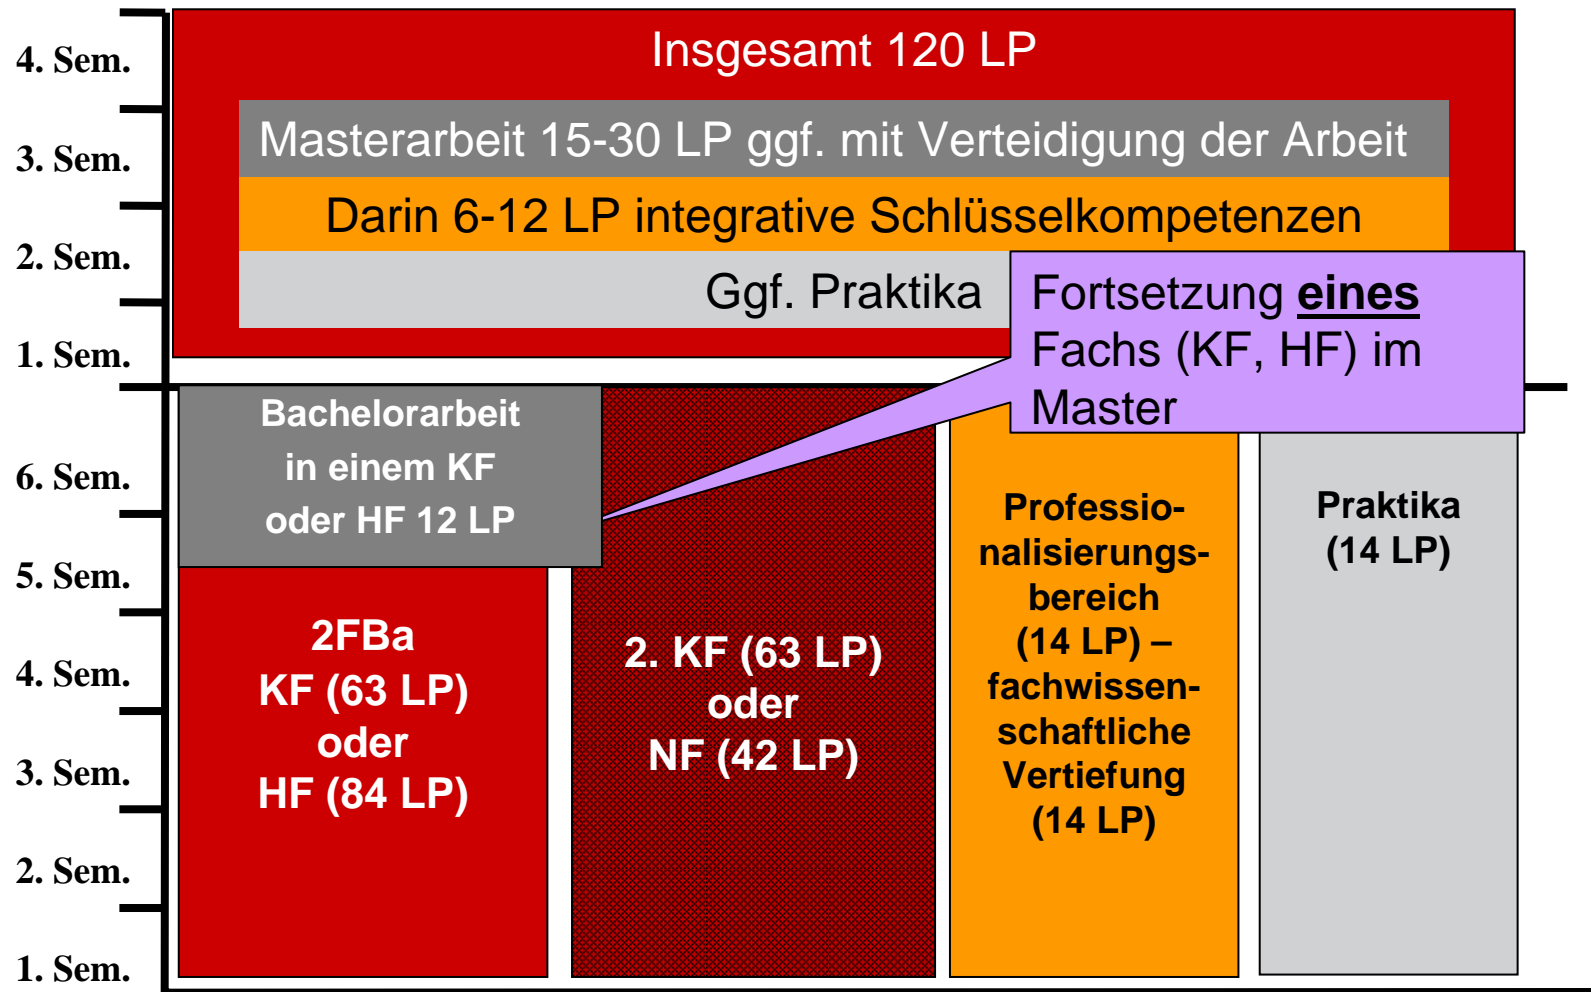 4. Sem.
3. Sem.
2. Sem.
1. Sem.
Insgesamt 120 LP
Masterarbeit 15-30 LP ggf. mit Verteidigung der Arbeit
Darin 6-12 LP integrative Schlüsselkompetenzen
Ggf. Praktika
Fortsetzung eines
Fachs (KF, HF) im
Master
6. Sem.
5. Sem.
4. Sem.
3. Sem.
2. Sem.
1. Sem.
Bachelorarbeit
in einem KF
oder HF 12 LP
2FBa
KF (63 LP)
oder
HF (84 LP)
2. KF (63 LP)
oder
NF (42 LP)
Professio-
nalisierungs-
bereich
(14 LP) –
fachwissen-
schaftliche
Vertiefung
(14 LP)
Praktika
(14 LP)